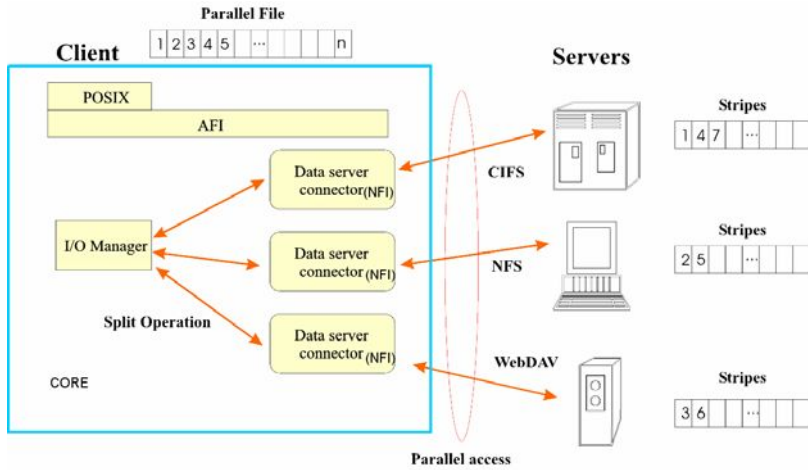 Parallel File
1 2 3 4 5 ... n
Client
Servers
POSIX
AFI
Data server
connector(NFI)
CIFS
Stripes
1 4 7 ...
I/O Manager
Data server
connector(NFI)
NFS
Stripes
2 5 ...
Split Operation
Data server
connector(NFI)
WebDAV
Stripes
3 6 ...
CORE
Parallel access